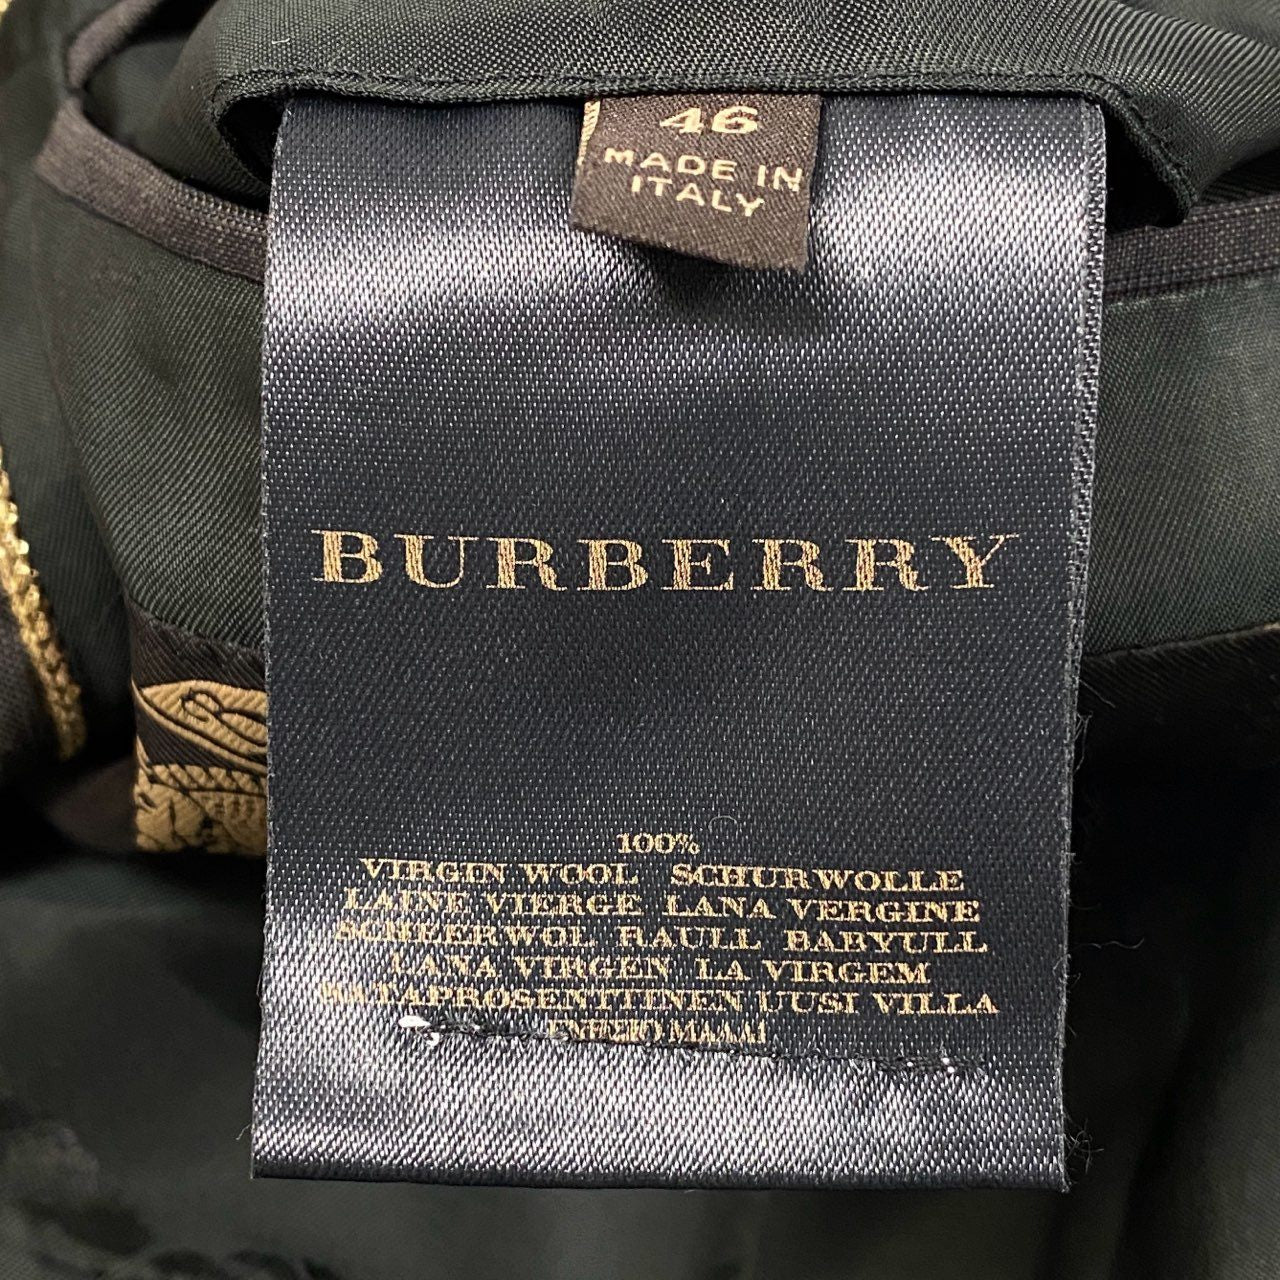 46
MADE IN
ITALY
BURBERRY
100%
VIRGIN WOOL SCHURWOLLE
LAINE VIERGE LANA VERGINE
SCHEERWOL RAULL BABYULL
LANA VIRGEN LA VIRGEM
SATAPROSENTTINEN UUSI VILLA
ΜΑΛΛΙ